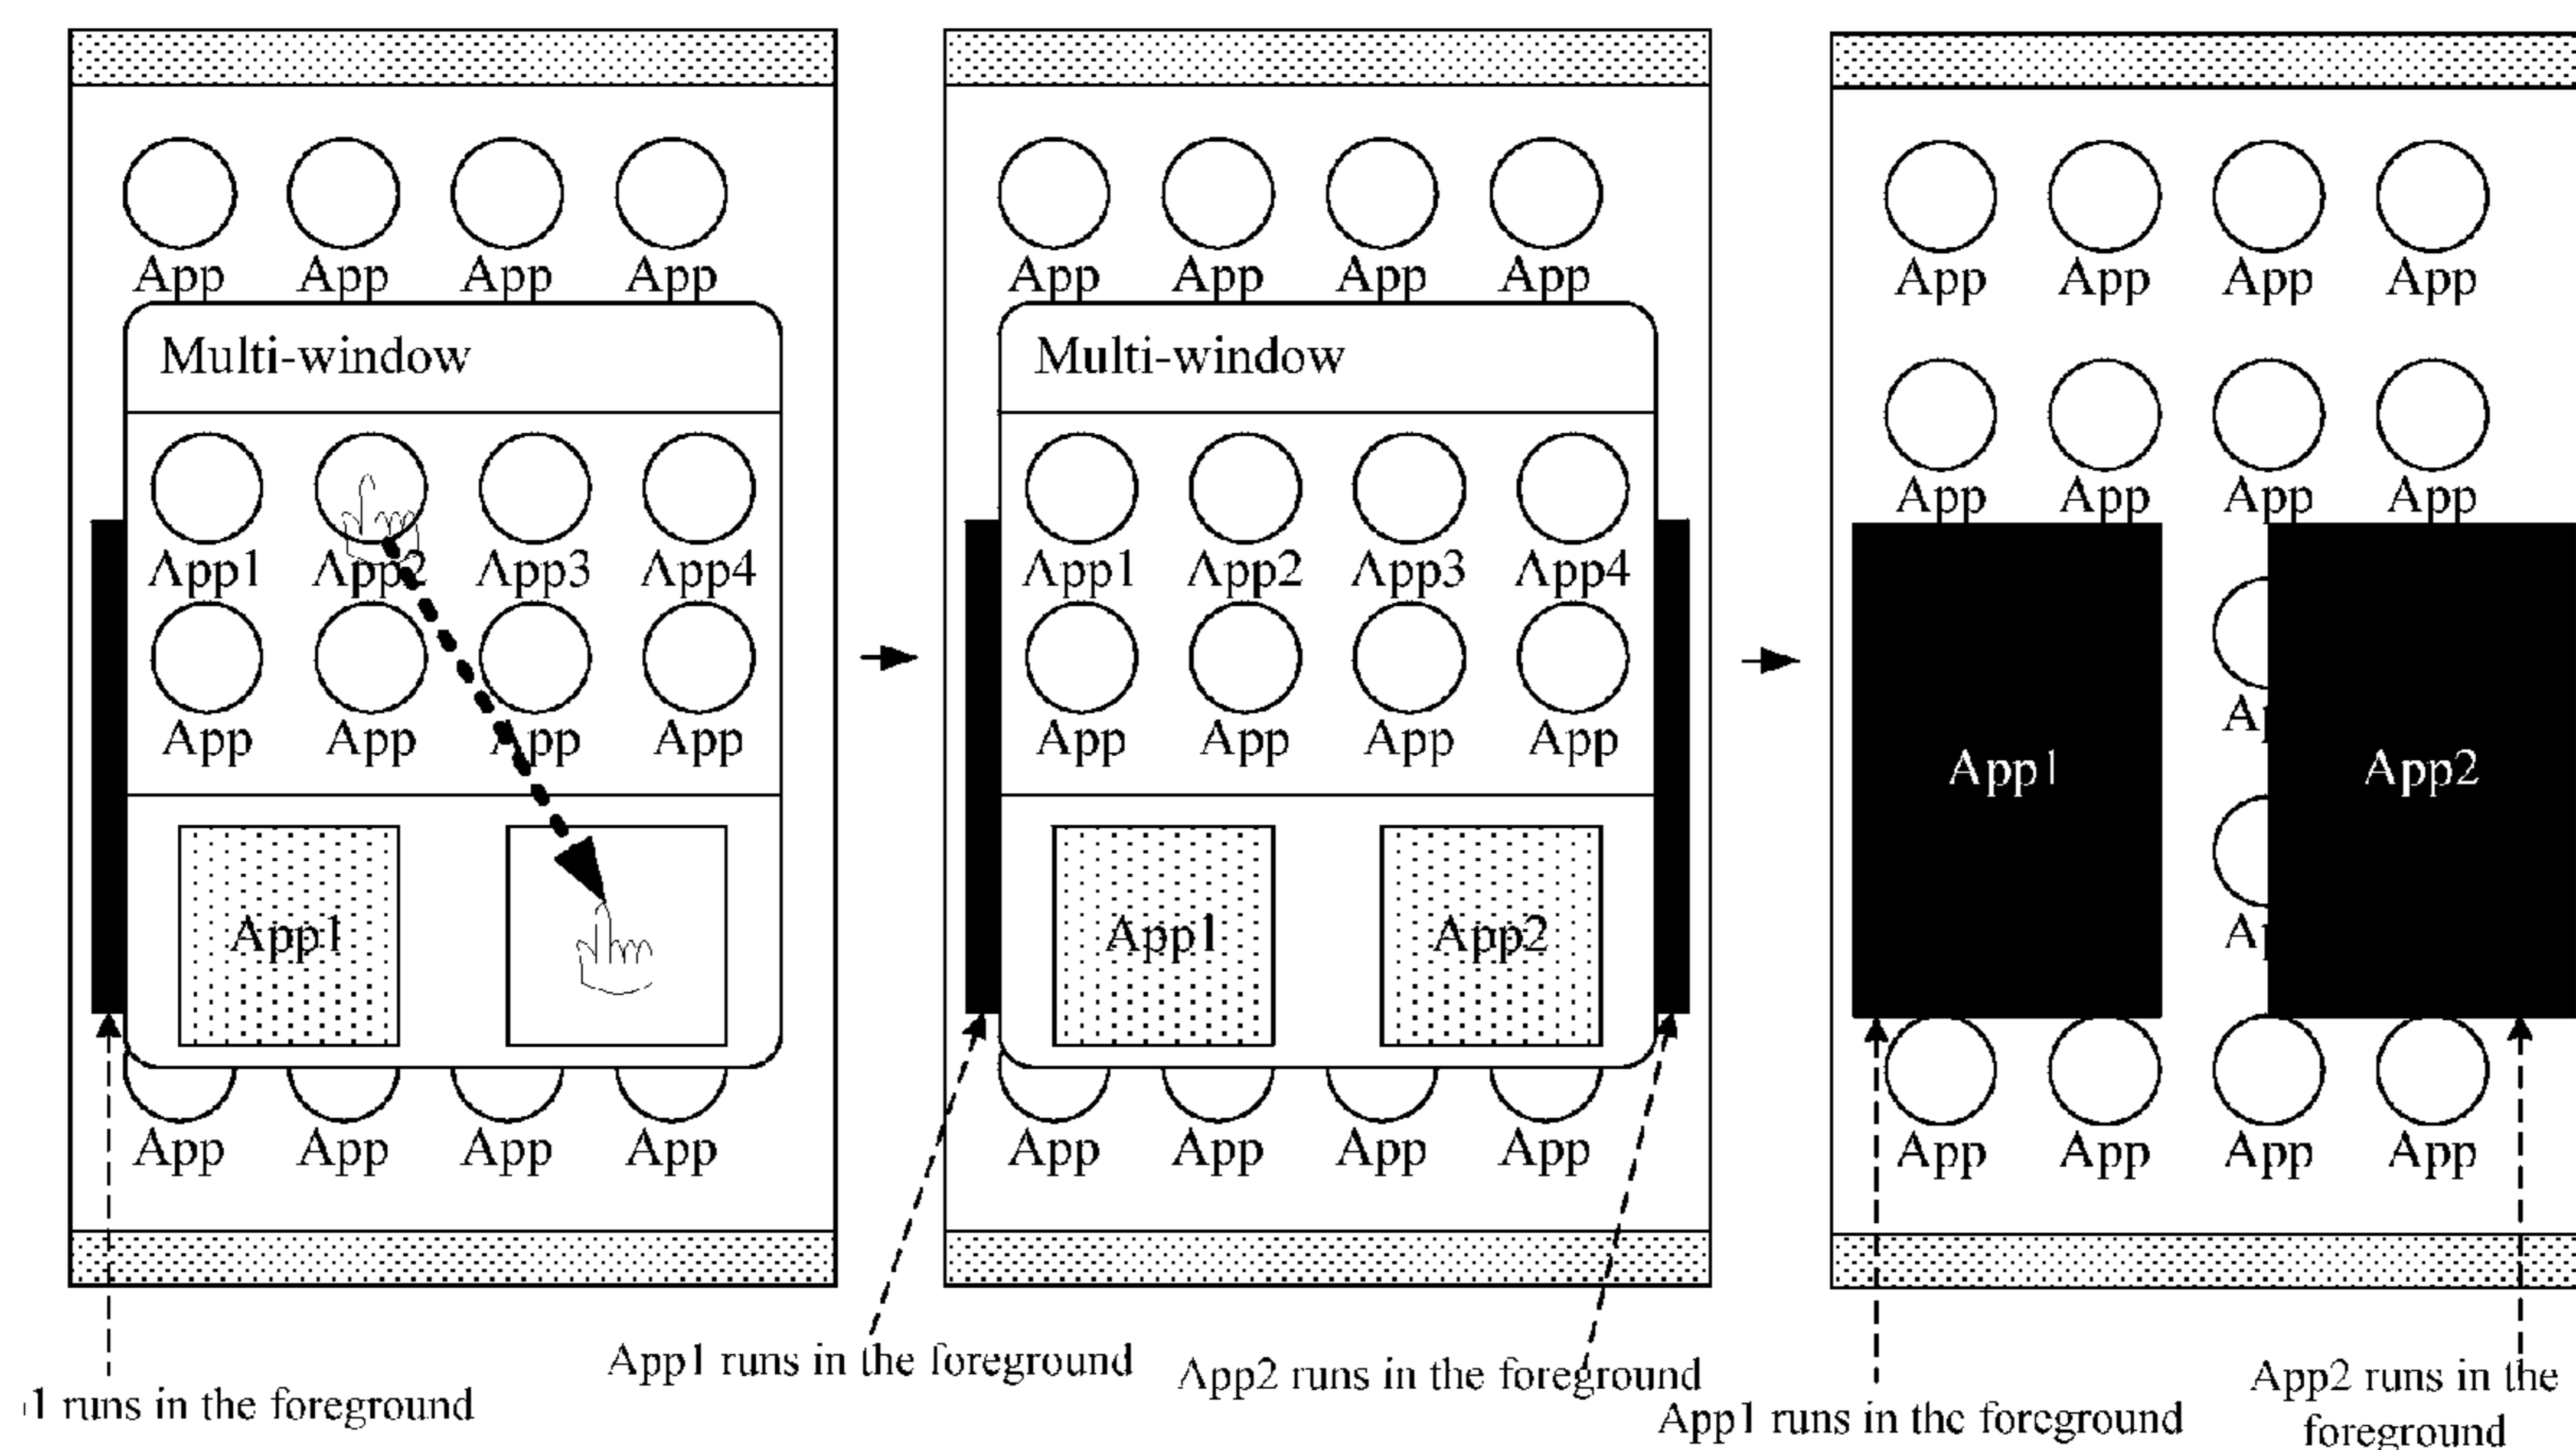 App App App App
Multi-window
App1 App2 App3 App4
App App App App
App1
App App App App
1 runs in the foreground
App App App App
Multi-window
App1 App2 App3 App4
App App App App
App1 App2
App App App App
App1 runs in the foreground
App2 runs in the foreground
App App App App
App App App App
App1 App2
App App App App
App1 runs in the foreground
App2 runs in the
foreground